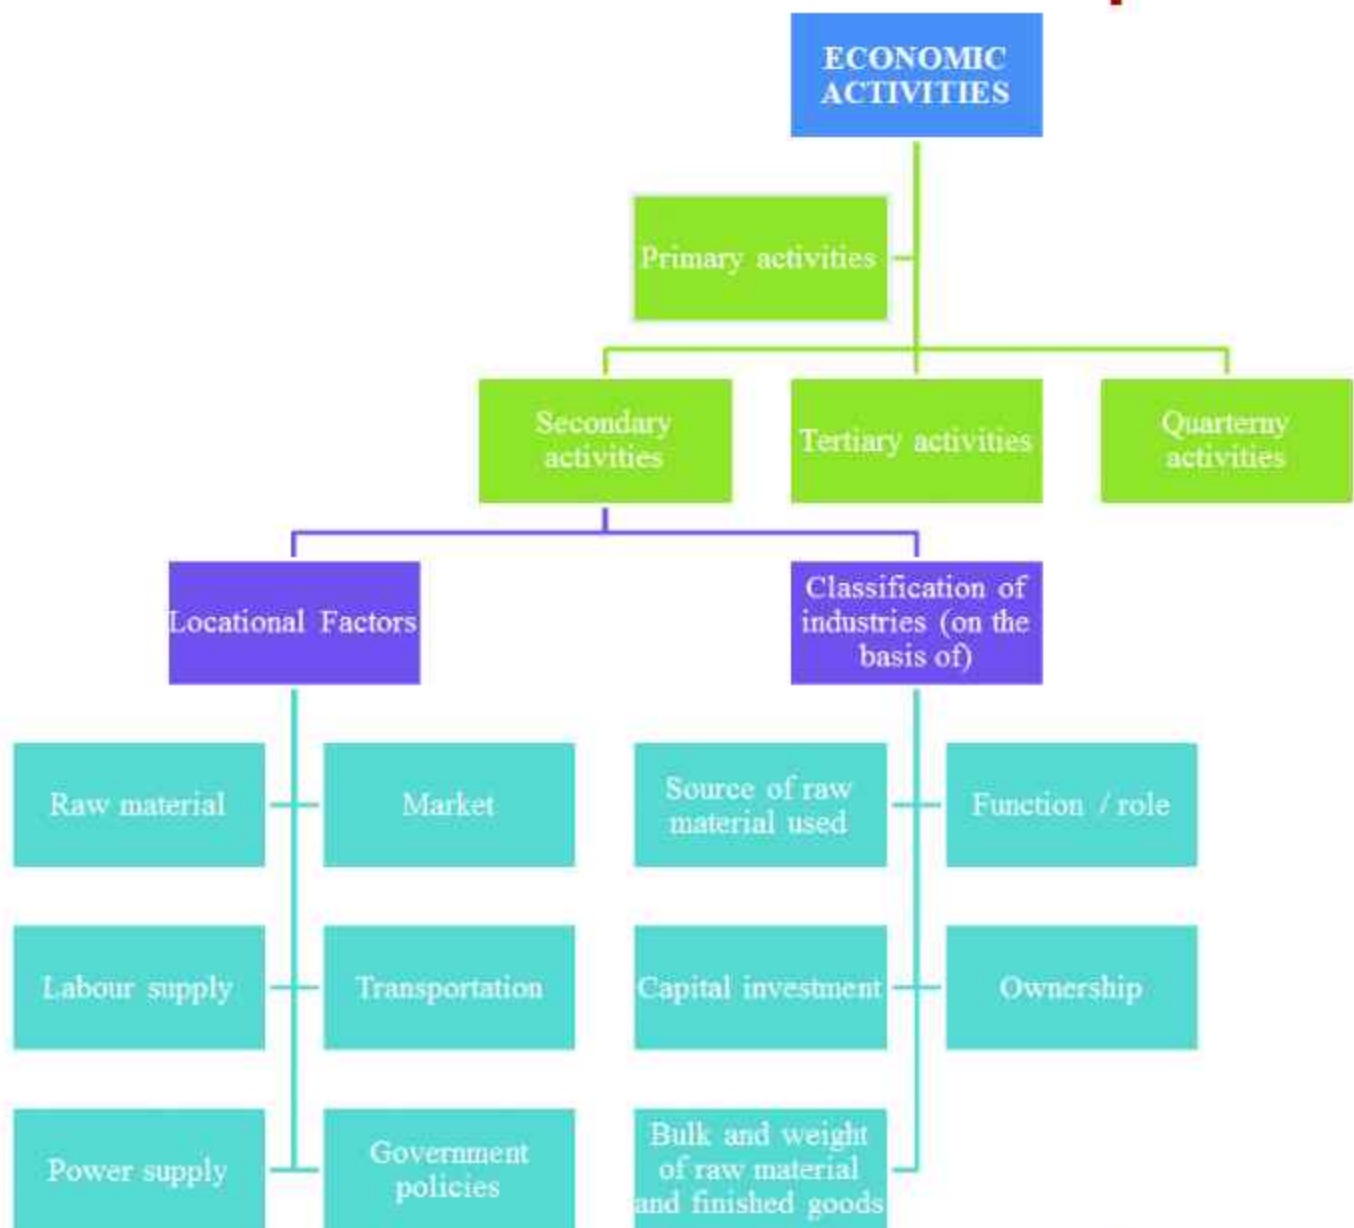 ECONOMIC
ACTIVITIES
Primary activities
Secondary
activities
Tertiary activities
Quarterny
activities
Locational Factors
Classification of
industries (on the
basis of)
Raw material
Market
Source of raw
material used
Function / role
Labour supply
Transportation
Capital investment
Ownership
Power supply
Government
policies
Bulk and weight
of raw material
and finished goods